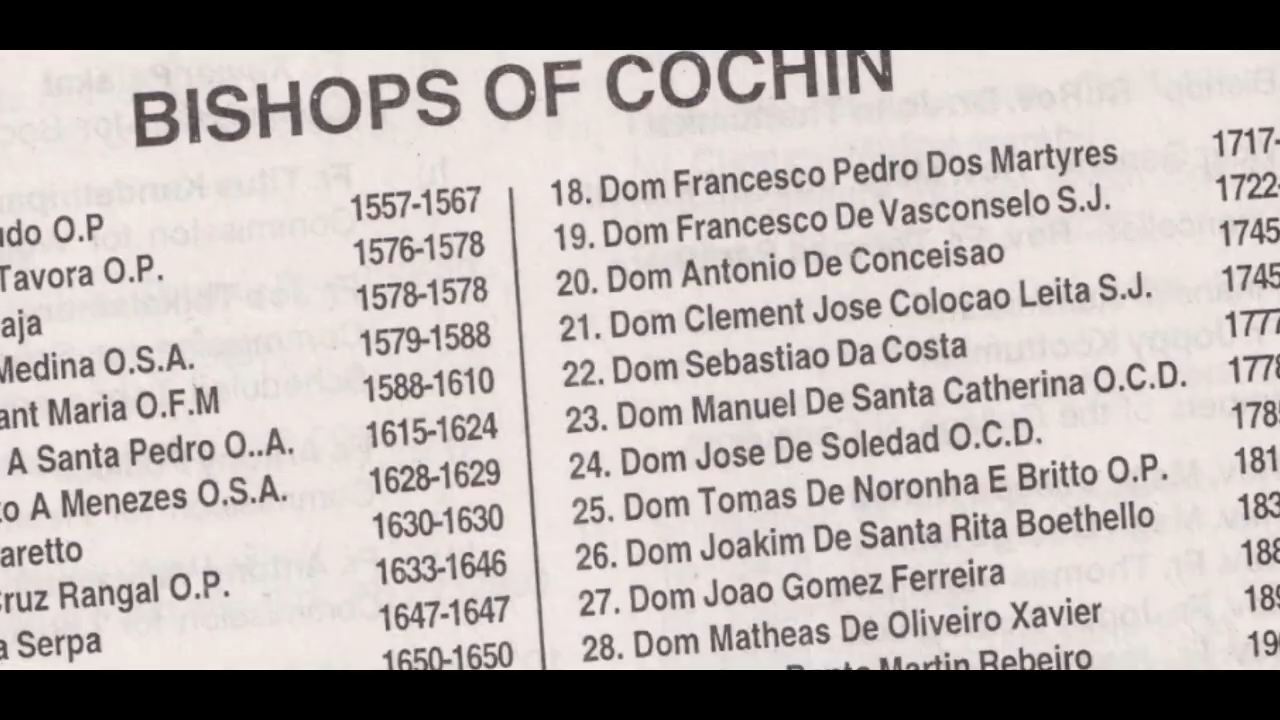 BISHOPS OF COCHIN
udo O.P 1557-1567
Tavora O.P. 1576-1578
aja 1578-1578
Medina O.S.A. 1579-1588
ant Maria O.F.M 1588-1610
A Santa Pedro O..A. 1615-1624
to A Menezes O.S.A. 1628-1629
aretto 1630-1630
Cruz Rangal O.P. 1633-1646
a Serpa 1647-1647
1650-1650
18. Dom Francesco Pedro Dos Martyres 1717-
19. Dom Francesco De Vasconselo S.J. 1722-
20. Dom Antonio De Conceisao 1745
21. Dom Clement Jose Coloçao Leita S.J. 1745
22. Dom Sebastiao Da Costa 1777
23. Dom Manuel De Santa Catherina O.C.D. 1778
24. Dom Jose De Soledad O.C.D. 178
25. Dom Tomas De Noronha E Britto O.P. 181
26. Dom Joakim De Santa Rita Boethello 183
27. Dom Joao Gomez Ferreira 188
28. Dom Matheas De Oliveiro Xavier 189
Martin Rebeiro 19